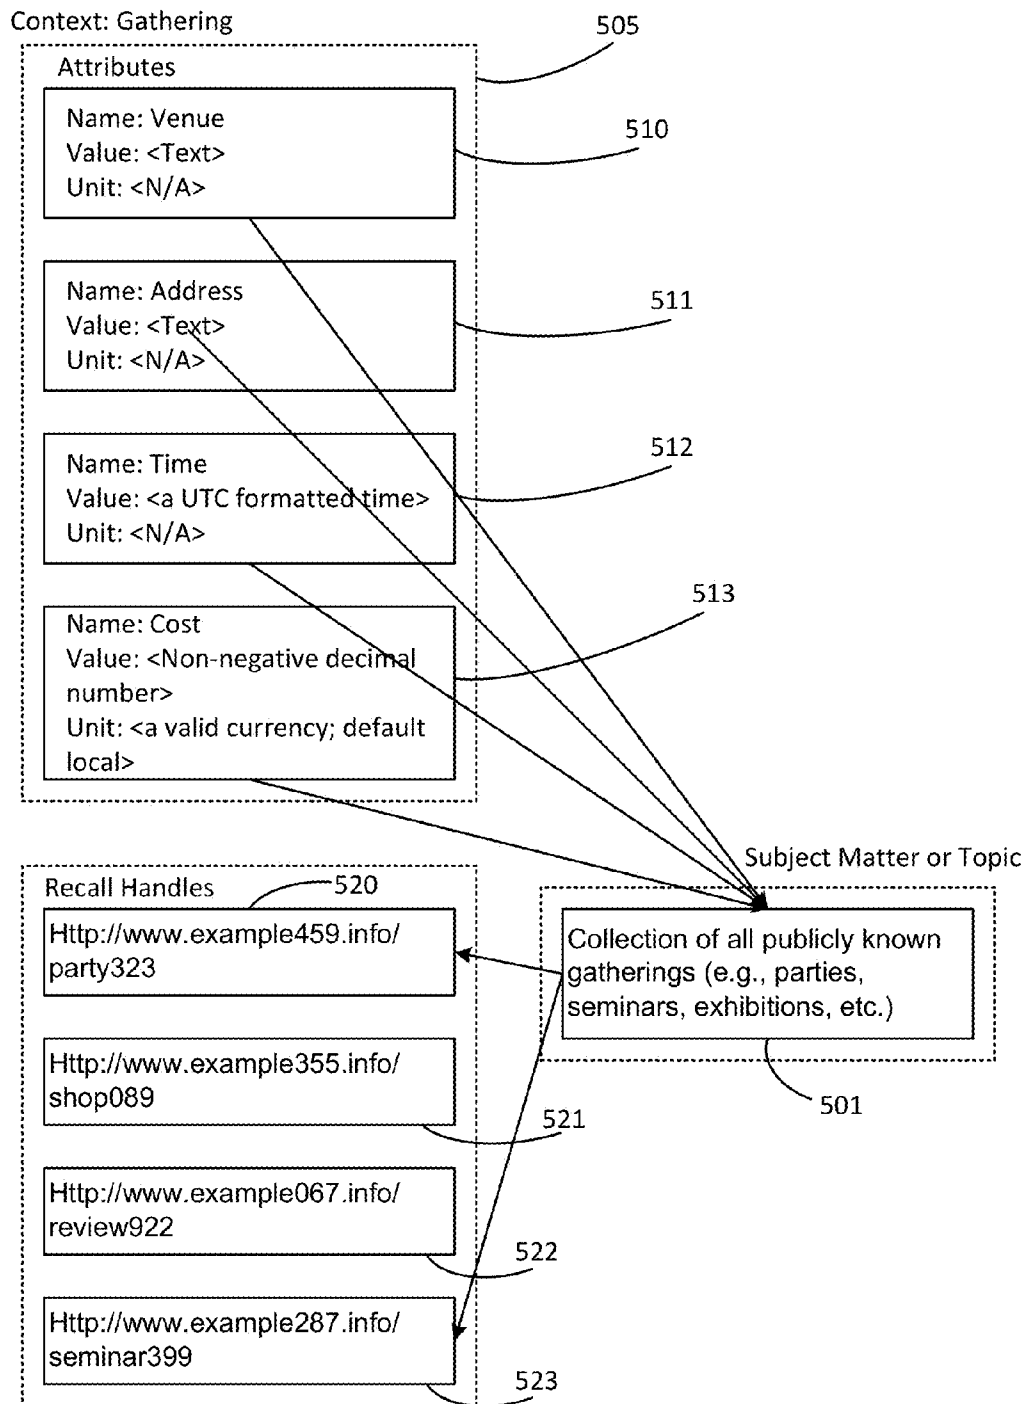 Context: Gathering
505
Attributes
Name: Venue
Value: <Text>
Unit: <N/A>
510
Name: Address
Value: <Text>
Unit: <N/A>
511
Name: Time
Value: <a UTC formatted time>
Unit: <N/A>
512
Name: Cost
Value: <Non-negative decimal
number>
Unit: <a valid currency; default
local>
513
Subject Matter or Topic
Collection of all publicly known
gatherings (e.g., parties,
seminars, exhibitions, etc.)
501
Recall Handles
520
Http://www.example459.info/
party323
Http://www.example355.info/
shop089
521
Http://www.example067.info/
review922
522
Http://www.example287.info/
seminar399
523